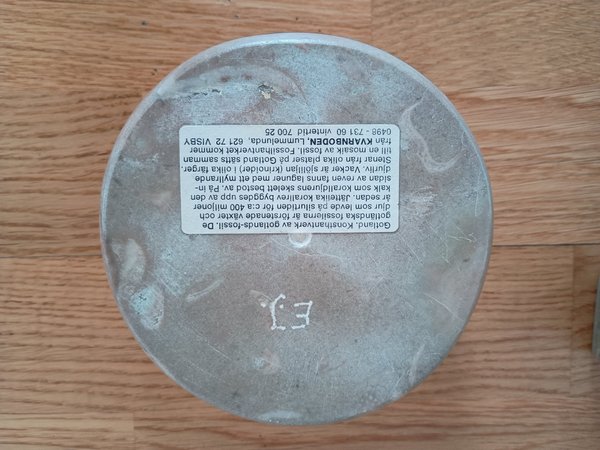 Gotland. Konsthantverk av gotlands-fossil. De
gotländska fossilerna är förstenade växter och
djur som levde på silurtiden för c:a 400 miljoner
år sedan. Jättelika korallrev byggdes upp av den
kalk som koralldjurens skelett bestod av. På in-
sidan av reven fanns laguner med ett myllrande
djurliv. Vacker är sjöliljan (krinoider) i olika färger.
Stenar från olika platser på Gotland sätts samman
till en mosaik av fossil. Fossilhantverket kommer
från KVARNBODEN, Lummelunda, 621 72 VISBY
0498 - 731 60 vintertid 700 25
E.J.